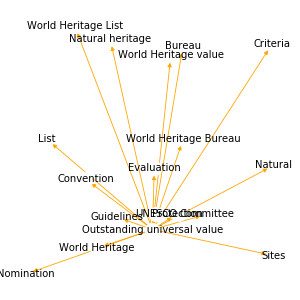 World Heritage List
Natural heritage
Bureau
Criteria
World Heritage value
List
World Heritage Bureau
Evaluation
Natural
Convention
UNESCO
Protection
Committee
Guidelines
Outstanding universal value
World Heritage
Sites
Nomination